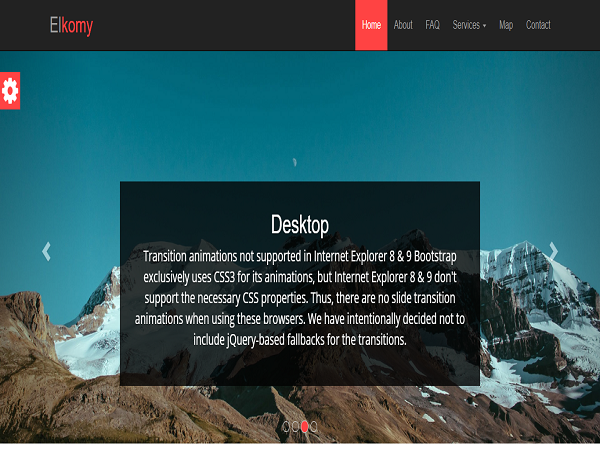 Elkomy
Home About FAQ Services Map Contact
Desktop
Transition animations not supported in Internet Explorer 8 & 9 Bootstrap
exclusively uses CSS3 for its animations, but Internet Explorer 8 & 9 don't
support the necessary CSS properties. Thus, there are no slide transition
animations when using these browsers. We have intentionally decided not to
include jQuery-based fallbacks for the transitions.